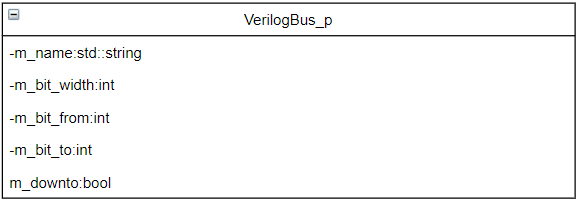 VerilogBus_p
-m_name:std::string
-m_bit_width:int
-m_bit_from:int
-m_bit_to:int
m_downto:bool